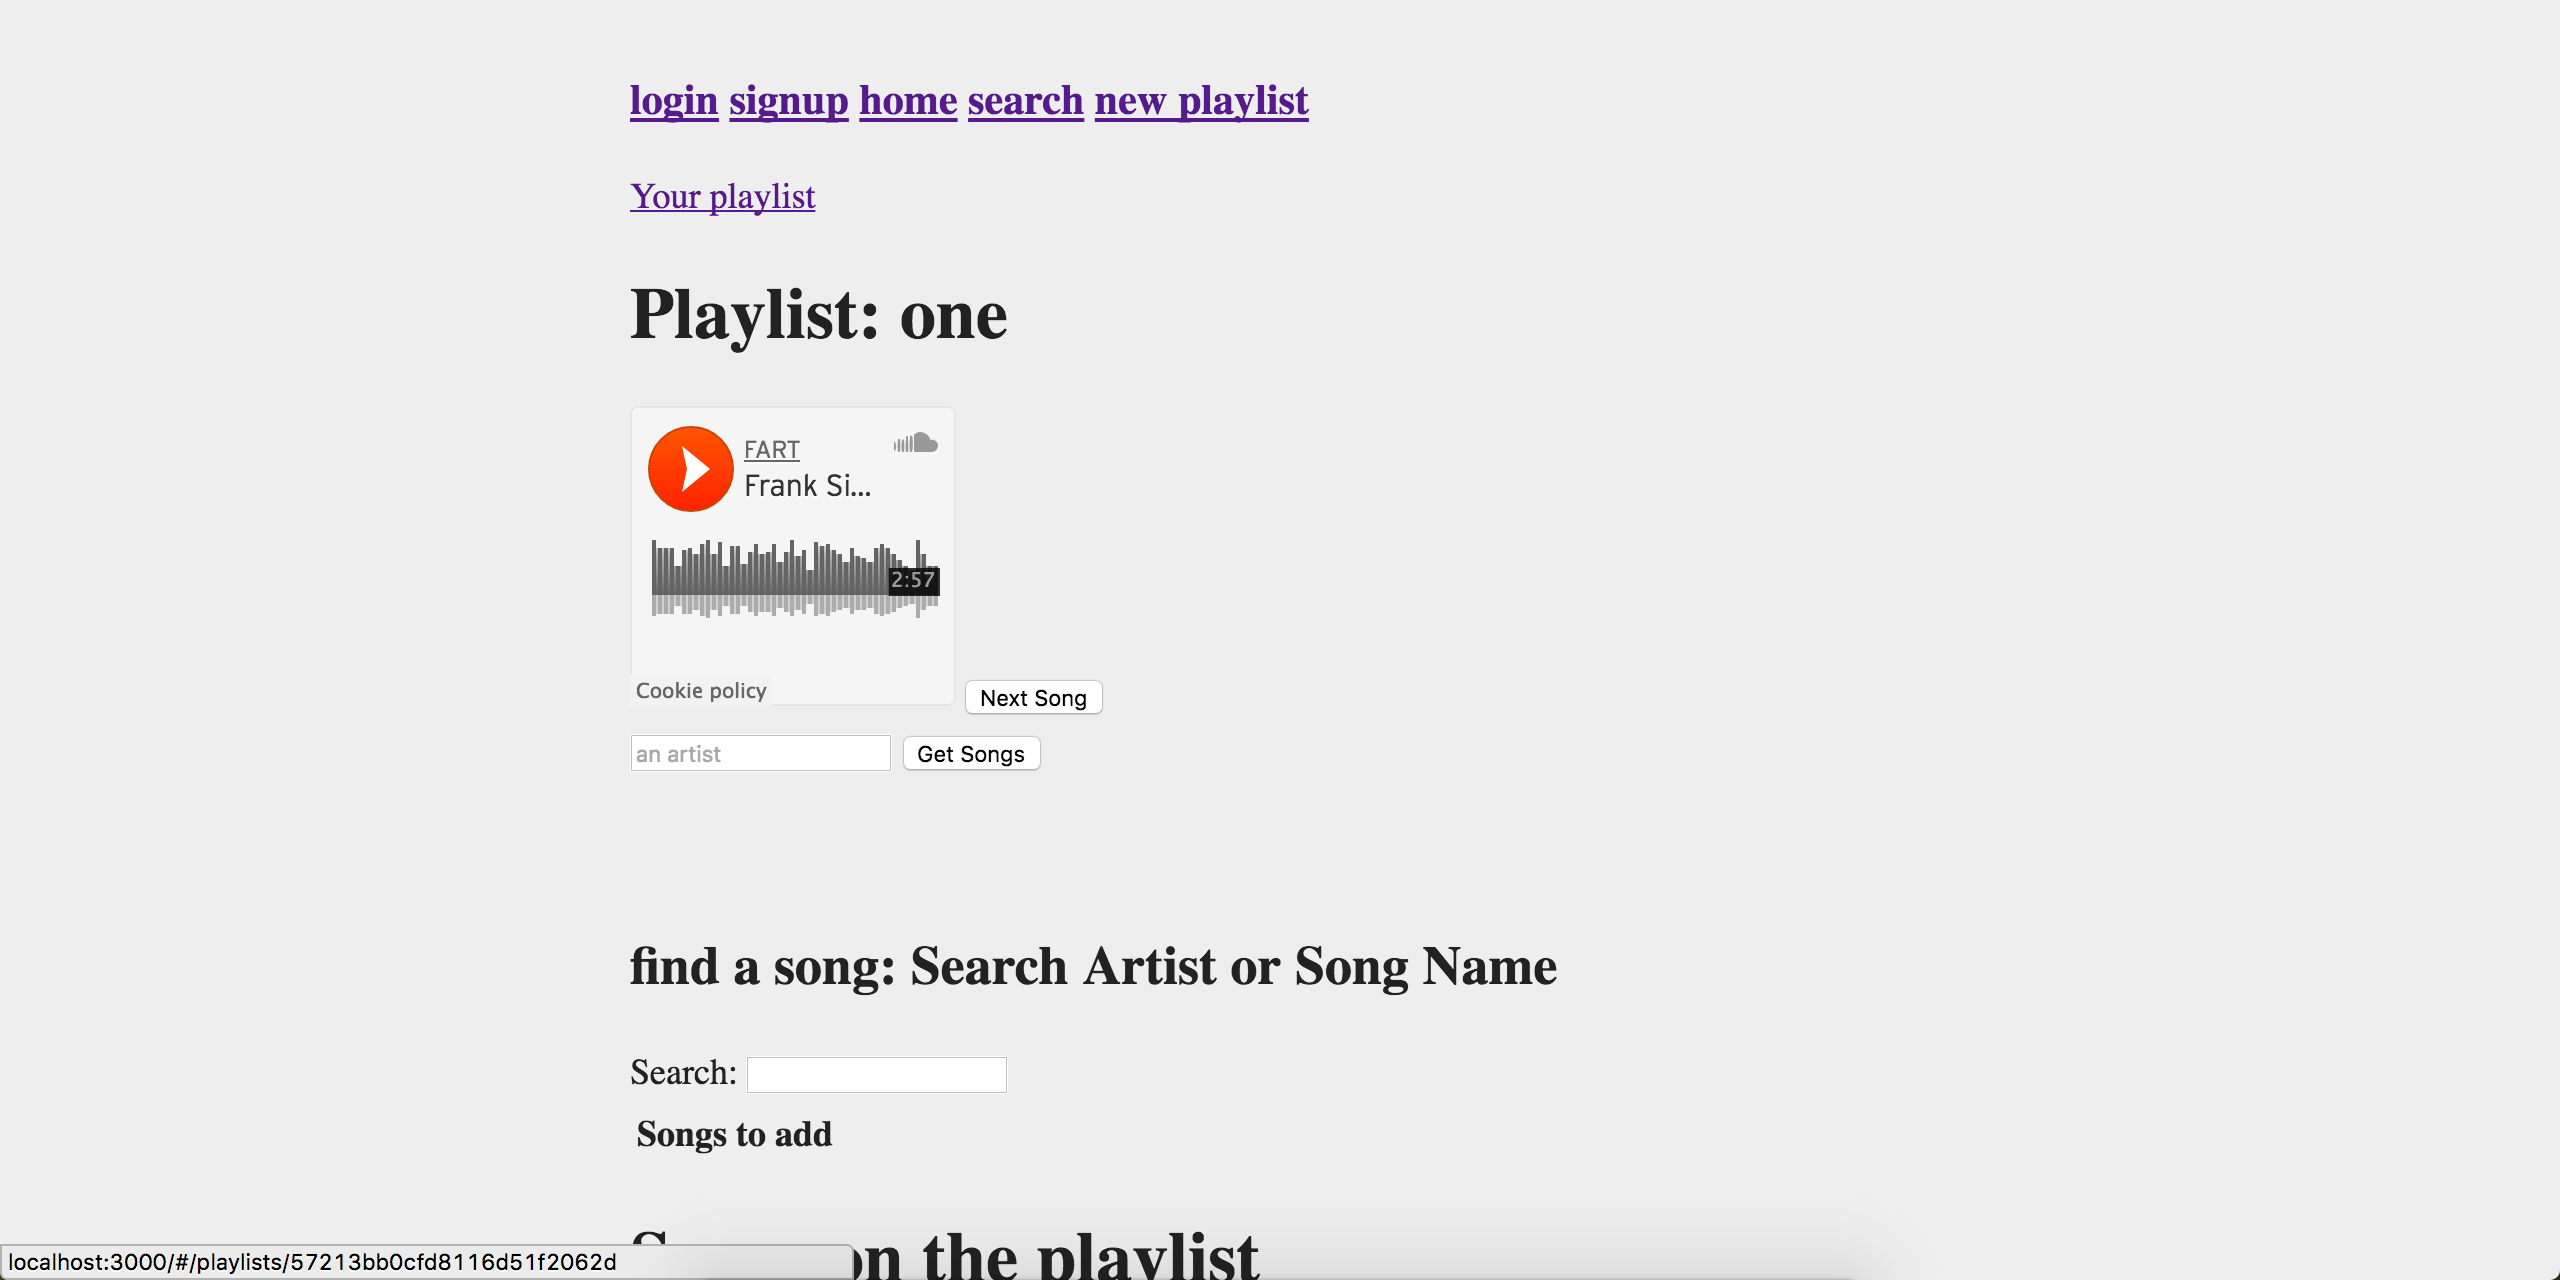 login signup home search new playlist
Your playlist
Playlist: one
FART
Frank Si...
2:57
Cookie policy
Next Song
an artist
Get Songs
find a song: Search Artist or Song Name
Search:
Songs to add
on the playlist
localhost:3000/#/playlists/57213bb0cfd8116d51f2062d